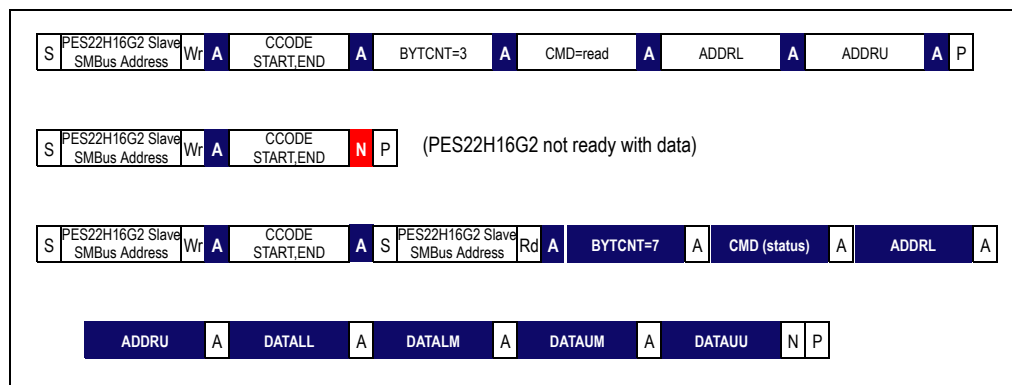 S PES22H16G2 Slave SMBus Address Wr A CCODE START,END A BYTCNT=3 A CMD=read A ADDRL A ADDRU A P
S PES22H16G2 Slave SMBus Address Wr A CCODE START,END N P (PES22H16G2 not ready with data)
S PES22H16G2 Slave SMBus Address Wr A CCODE START,END A S PES22H16G2 Slave SMBus Address Rd A BYTCNT=7 A CMD (status) A ADDRL A
ADDRU A DATALL A DATALM A DATAUM A DATAUU N P